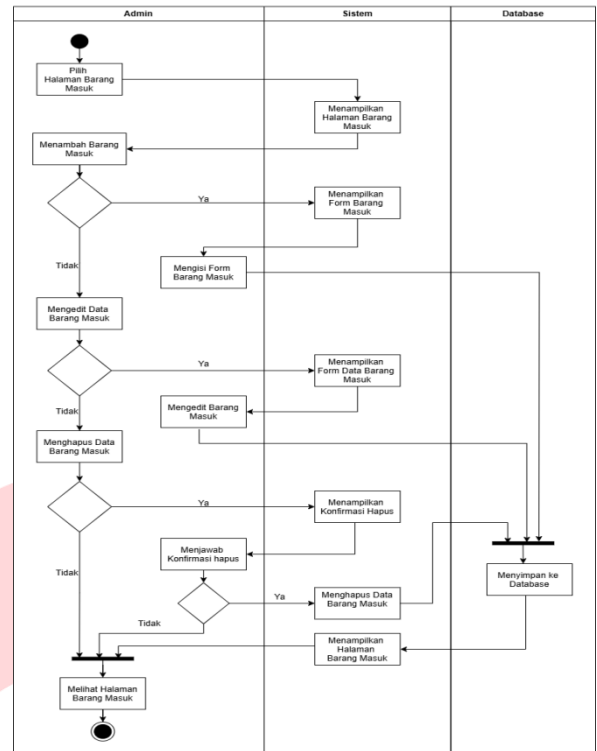 Admin
Sistem
Database
Pilih
Halaman Barang
Masuk
Menampilkan
Halaman Barang
Masuk
Menambah Barang
Masuk
Ya
Menampilkan
Form Barang
Masuk
Tidak
Mengisi Form
Barang Masuk
Mengedit Data
Barang Masuk
Ya
Menampilkan
Form Data Barang
Masuk
Tidak
Mengedit Barang
Masuk
Menghapus Data
Barang Masuk
Ya
Menampilkan
Konfirmasi Hapus
Menjawab
Konfirmasi hapus
Tidak
Menyimpan ke
Database
Ya
Menghapus Data
Barang Masuk
Tidak
Menampilkan
Halaman
Barang Masuk
Melihat Halaman
Barang Masuk